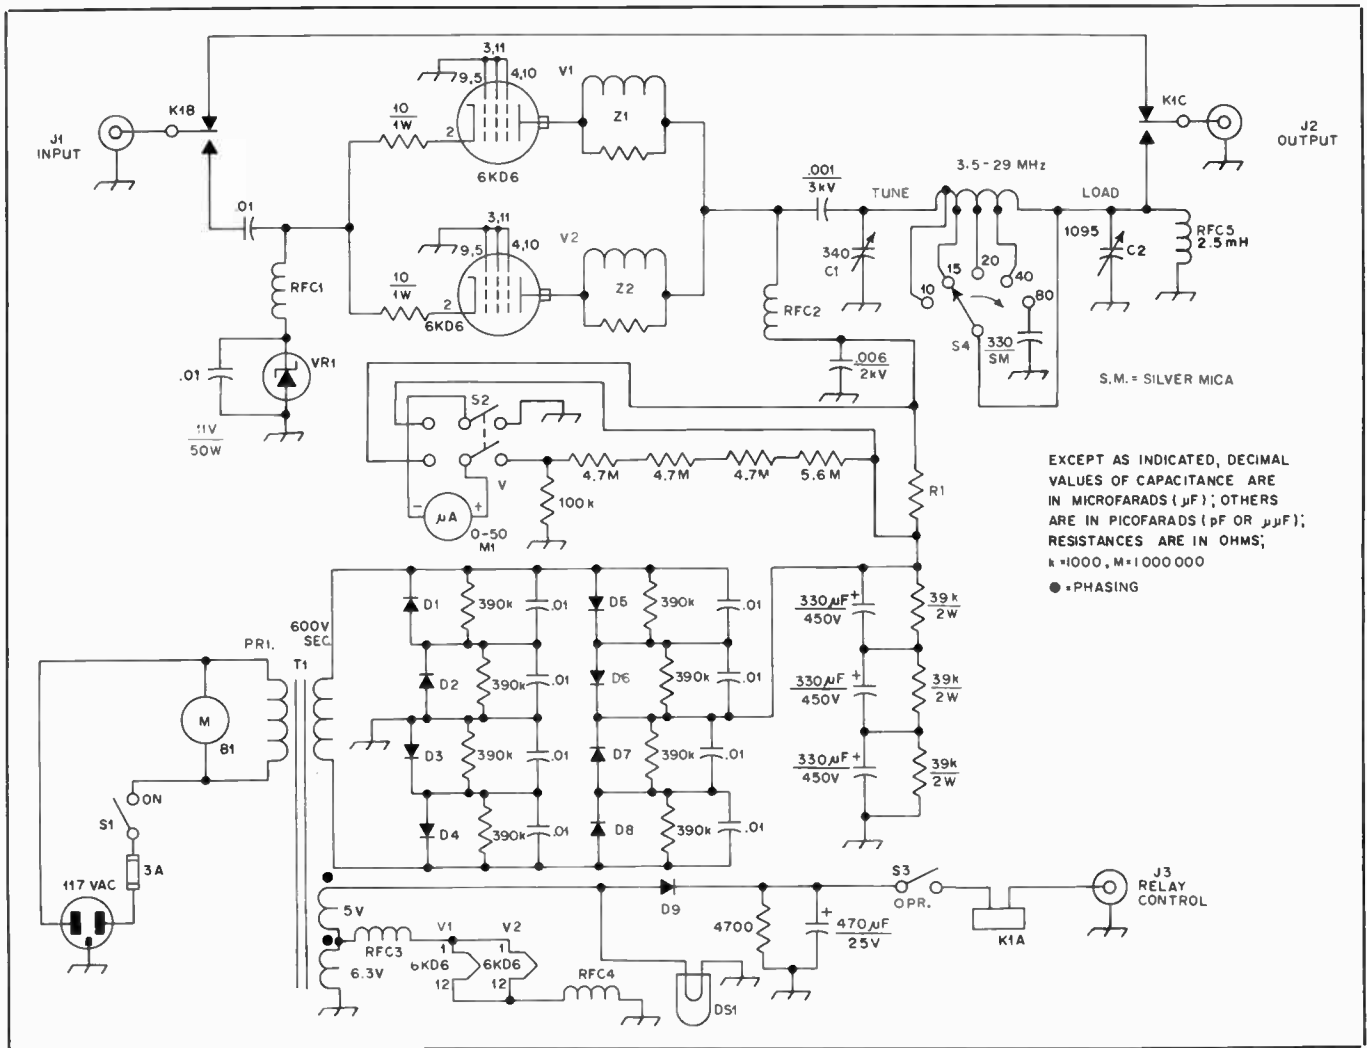 3,11
9,5
4,10
V1
K1B
K1C
J1
INPUT
10
1W
2
Z1
J2
OUTPUT
6KD6
.01
3,11
9,5
4,10
V2
.001
3kV
TUNE
3.5-29 MHz
LOAD
10
1W
2
6KD6
Z2
340
C1
1095
C2
RFC5
2.5mH
RFC1
RFC2
10
15
20
40
80
S4
330
SM
VR1
.01
.006
2kV
S.M. = SILVER MICA
11V
50W
S2
V
4.7M
4.7M
4.7M
5.6M
R1
100k
−
µA
+
0-50
M1
EXCEPT AS INDICATED, DECIMAL
VALUES OF CAPACITANCE ARE
IN MICROFARADS (µF); OTHERS
ARE IN PICOFARADS (pF OR µµF);
RESISTANCES ARE IN OHMS;
k=1000, M=1000000
● =PHASING
D1
390k
.01
D5
390k
.01
330µF
+
450V
39k
2W
600V
SEC.
PRI.
T1
D2
390k
.01
D6
390k
.01
330µF
+
450V
39k
2W
M
B1
D3
390k
.01
D7
390k
.01
330µF
+
450V
39k
2W
ON
S1
D4
390k
.01
D8
390k
.01
3A
117 VAC
5V
D9
4700
+
470µF
25V
S3
OPR.
K1A
J3
RELAY
CONTROL
6.3V
RFC3
V1
1
6KD6
12
V2
1
6KD6
12
RFC4
DS1